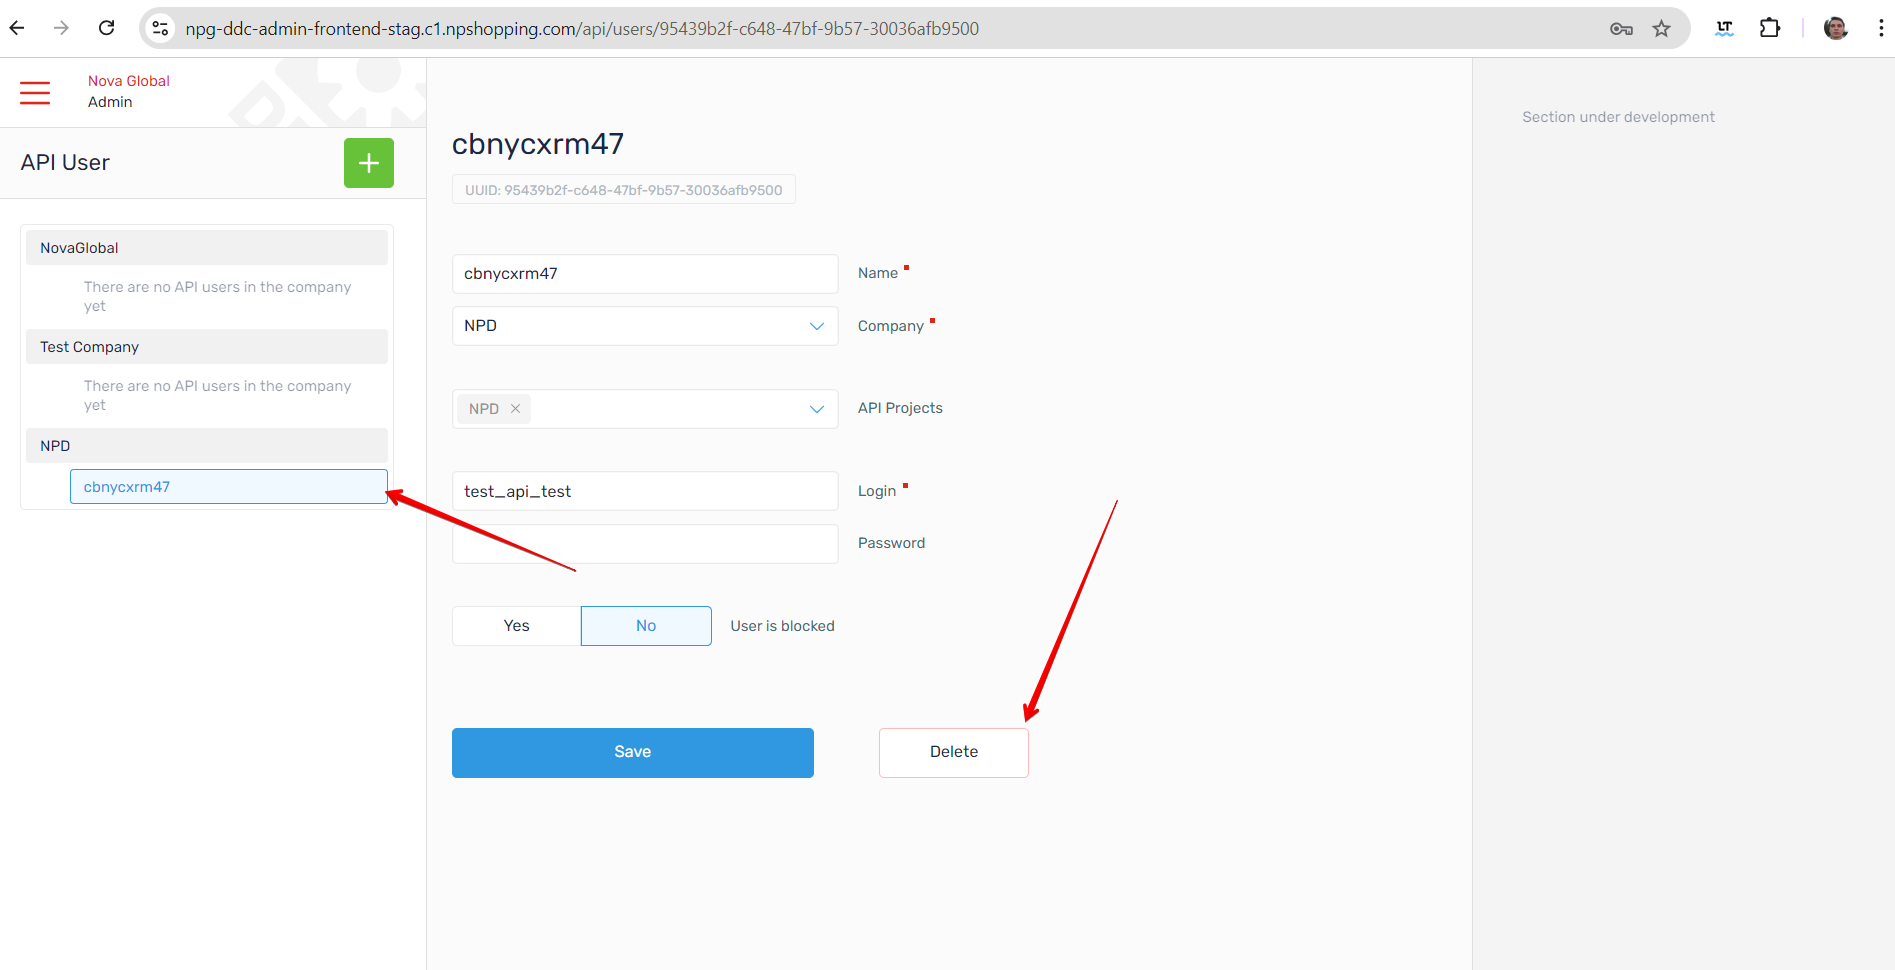 npg-ddc-admin-frontend-stag.c1.npshopping.com/api/users/95439b2f-c648-47bf-9b57-30036afb9500
LT
Nova Global
Admin
API User
NovaGlobal
There are no API users in the company
yet
Test Company
There are no API users in the company
yet
NPD
cbnycxrm47
cbnycxrm47
UUID: 95439b2f-c648-47bf-9b57-30036afb9500
cbnycxrm47
Name
NPD
Company
NPD
API Projects
test_api_test
Login
Password
Yes
No
User is blocked
Save
Delete
Section under development